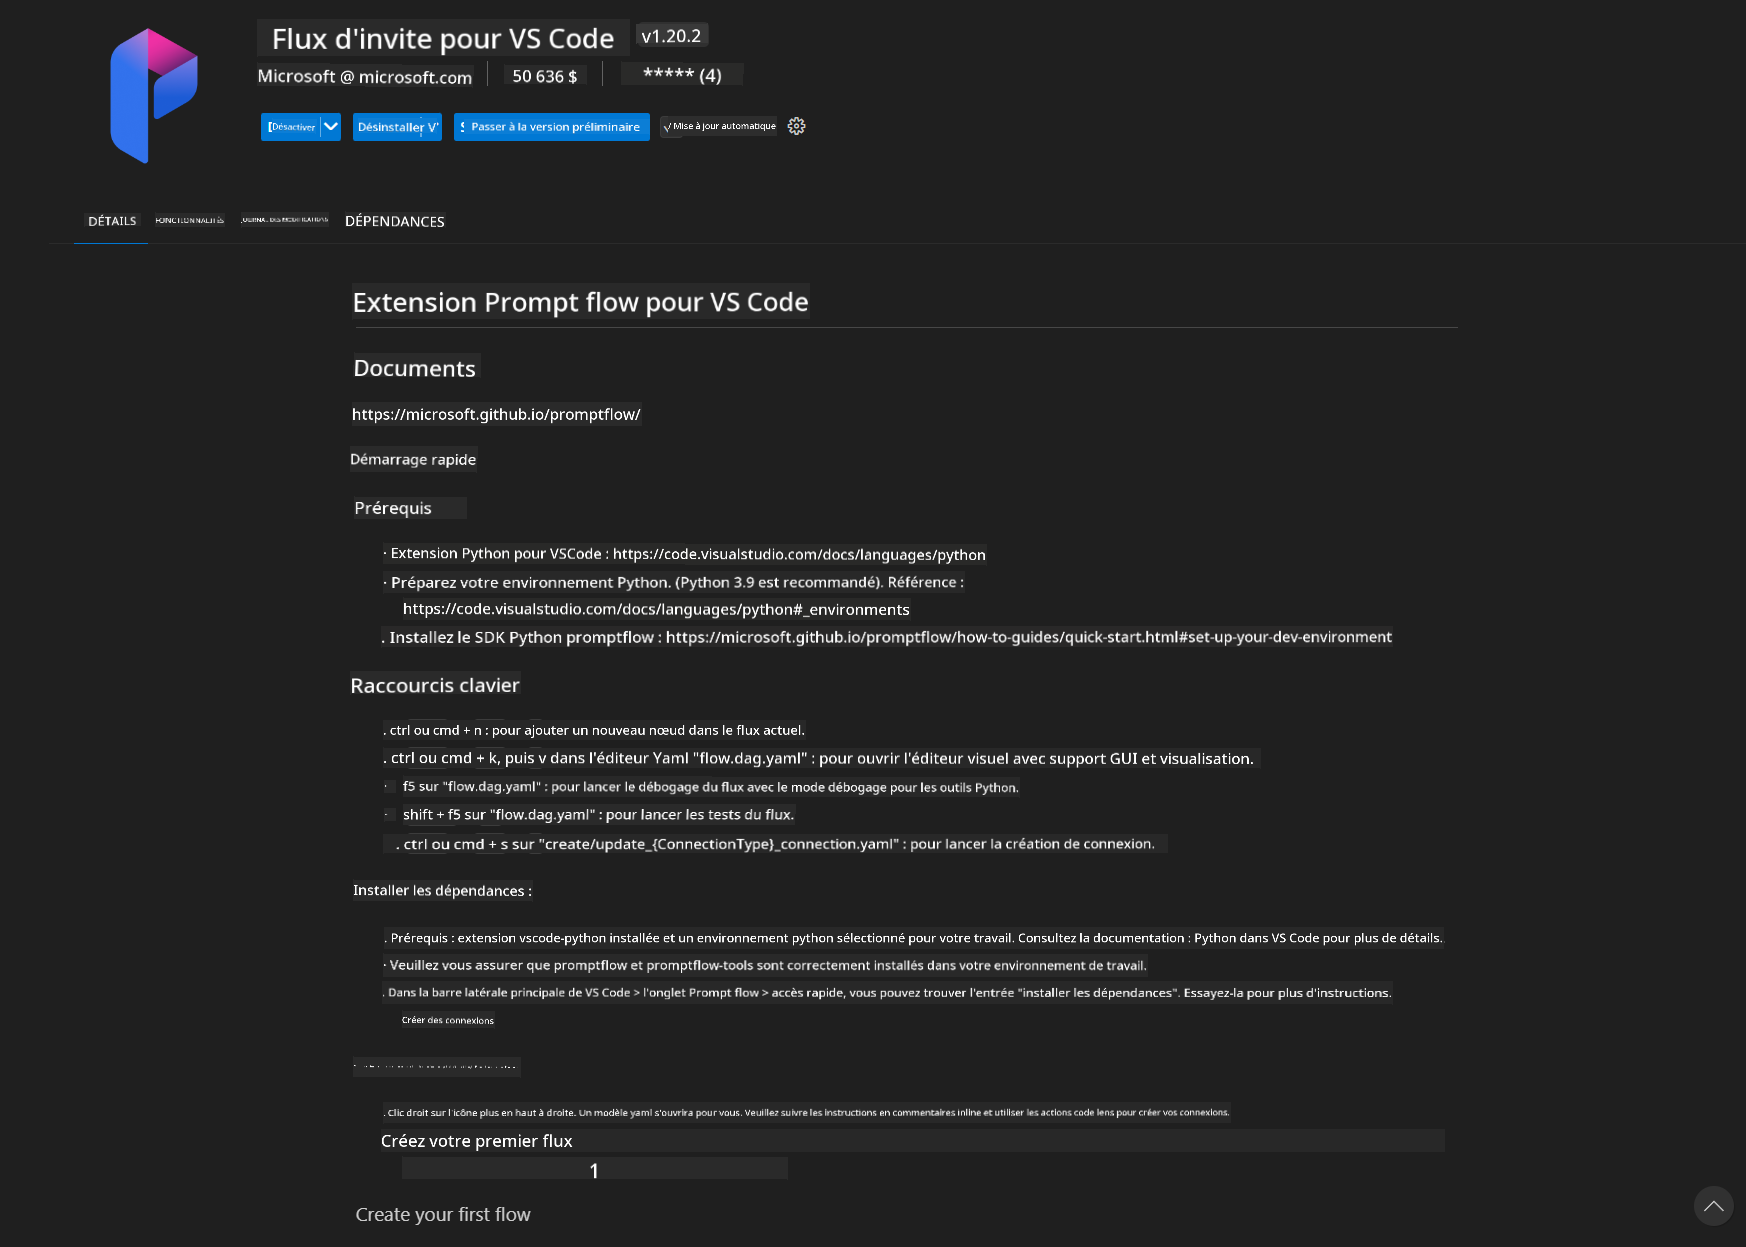 Flux d'invite pour VS Code v1.20.2
Microsoft @ microsoft.com 50 636 $ ***** (4)
Désactiver Désinstaller Passer à la version préliminaire √ Mise à jour automatique
DÉTAILS FONCTIONNALITÉS JOURNAL DES MODIFICATIONS DÉPENDANCES
Extension Prompt flow pour VS Code
Documents
https://microsoft.github.io/promptflow/
Démarrage rapide
Prérequis
· Extension Python pour VSCode : https://code.visualstudio.com/docs/languages/python
· Préparez votre environnement Python. (Python 3.9 est recommandé). Référence :
https://code.visualstudio.com/docs/languages/python#_environments
. Installez le SDK Python promptflow : https://microsoft.github.io/promptflow/how-to-guides/quick-start.html#set-up-your-dev-environment
Raccourcis clavier
. ctrl ou cmd + n : pour ajouter un nouveau nœud dans le flux actuel.
. ctrl ou cmd + k, puis v dans l'éditeur Yaml "flow.dag.yaml" : pour ouvrir l'éditeur visuel avec support GUI et visualisation.
· f5 sur "flow.dag.yaml" : pour lancer le débogage du flux avec le mode débogage pour les outils Python.
· shift + f5 sur "flow.dag.yaml" : pour lancer les tests du flux.
. ctrl ou cmd + s sur "create/update_{ConnectionType}_connection.yaml" : pour lancer la création de connexion.
Installer les dépendances :
. Prérequis : extension vscode-python installée et un environnement python sélectionné pour votre travail. Consultez la documentation : Python dans VS Code pour plus de détails.
· Veuillez vous assurer que promptflow et promptflow-tools sont correctement installés dans votre environnement de travail.
. Dans la barre latérale principale de VS Code > l'onglet Prompt flow > accès rapide, vous pouvez trouver l'entrée "installer les dépendances". Essayez-la pour plus d'instructions.
Créer des connexions
. Clic droit sur l'icône plus en haut à droite. Un modèle yaml s'ouvrira pour vous. Veuillez suivre les instructions en commentaires inline et utiliser les actions code lens pour créer vos connexions.
Créez votre premier flux
1
Create your first flow